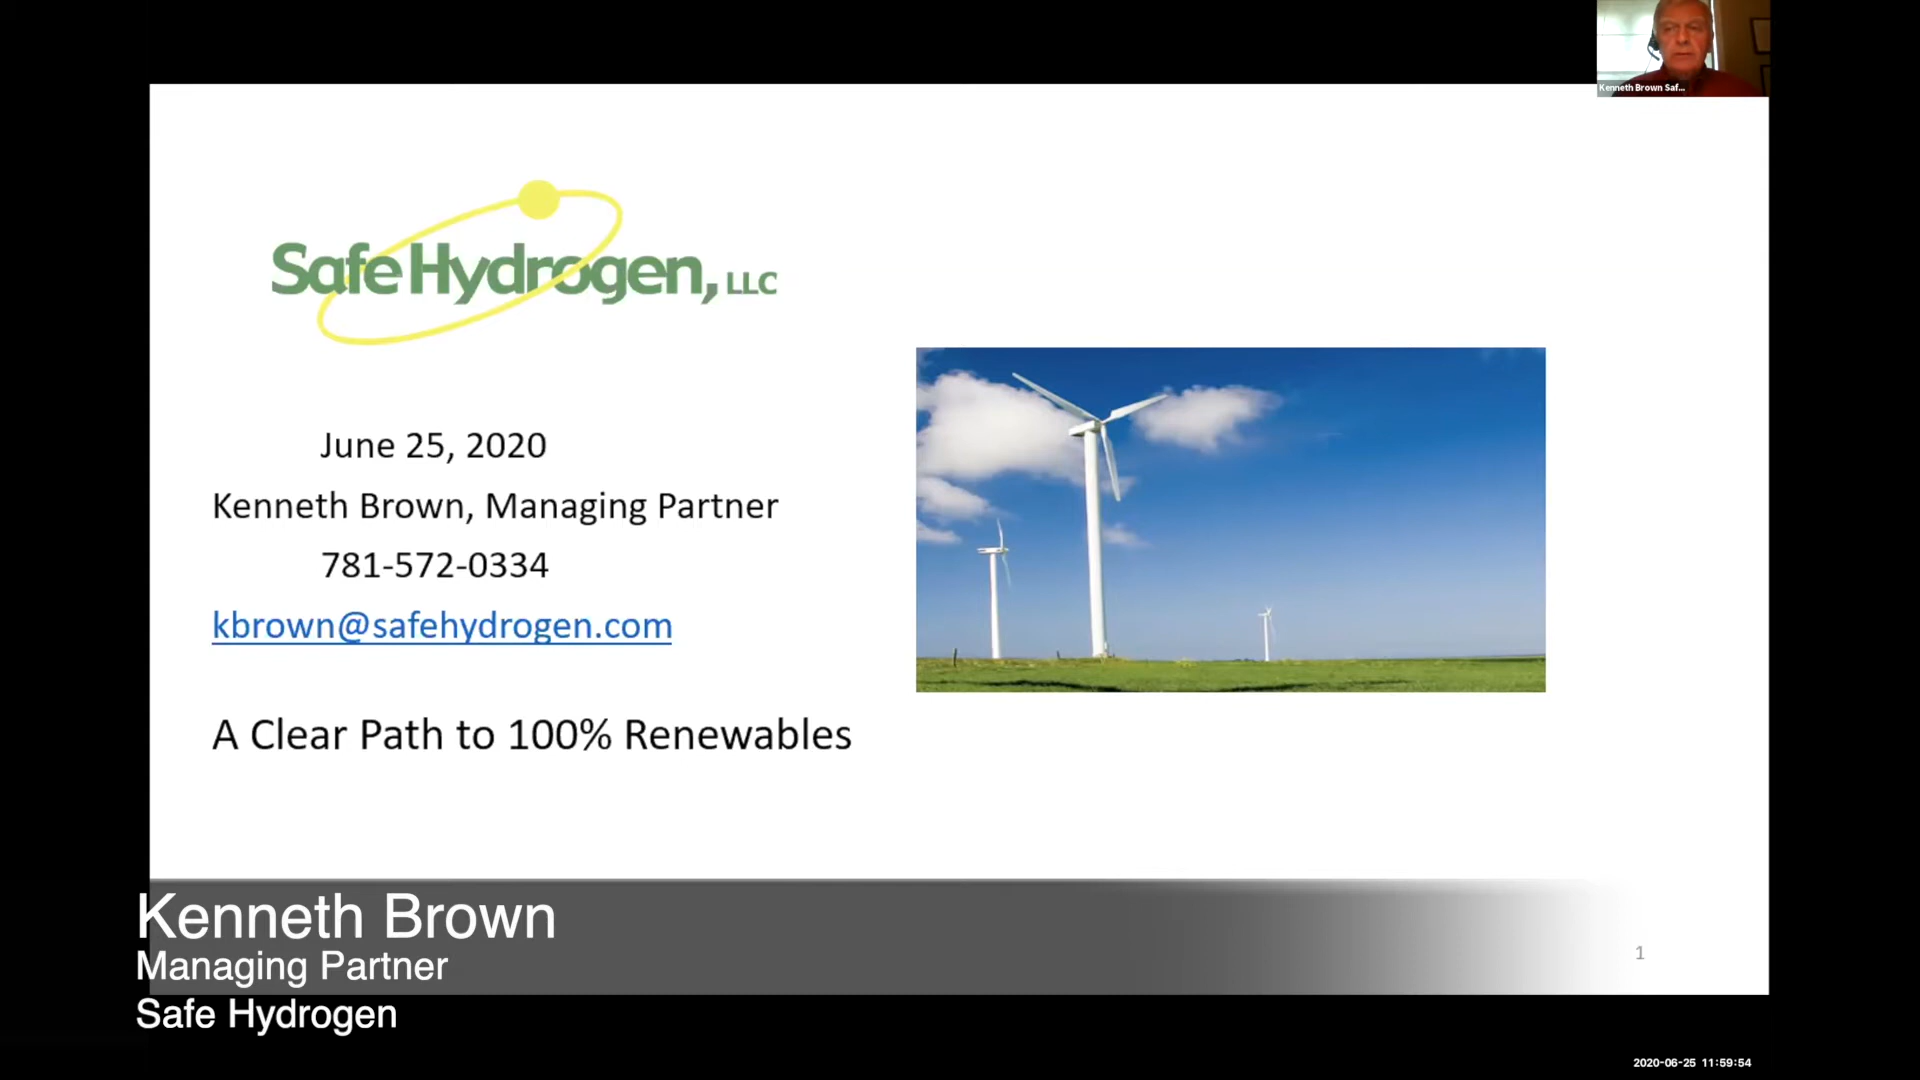 Kenneth Brown Saf...
Safe Hydrogen, LLC
June 25, 2020
Kenneth Brown, Managing Partner
781-572-0334
kbrown@safehydrogen.com
A Clear Path to 100% Renewables
Kenneth Brown
Managing Partner
Safe Hydrogen
1
2020-06-25 11:59:54